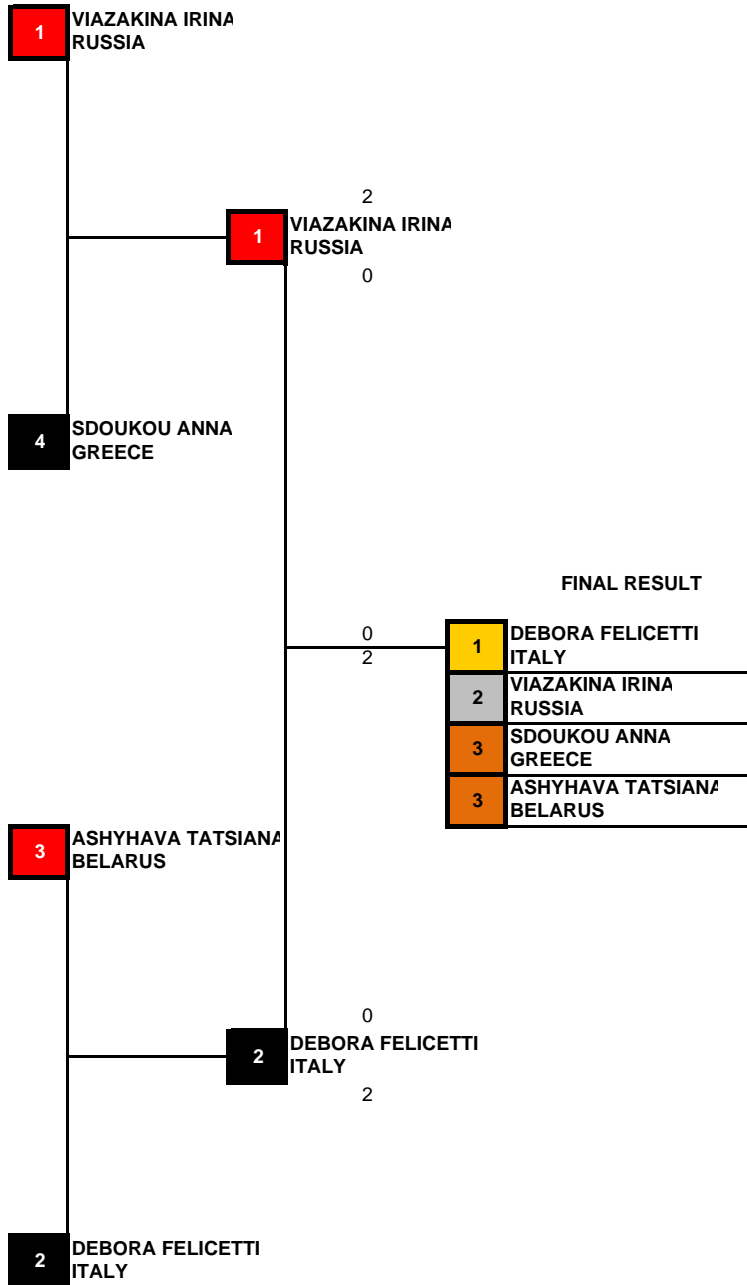 1
VIAZAKINA IRINA
RUSSIA
2
1
VIAZAKINA IRINA
RUSSIA
0
4
SDOUKOU ANNA
GREECE
FINAL RESULT
0
2
1
DEBORA FELICETTI
ITALY
2
VIAZAKINA IRINA
RUSSIA
3
SDOUKOU ANNA
GREECE
3
ASHYHAVA TATSIANA
BELARUS
3
ASHYHAVA TATSIANA
BELARUS
0
2
DEBORA FELICETTI
ITALY
2
2
DEBORA FELICETTI
ITALY